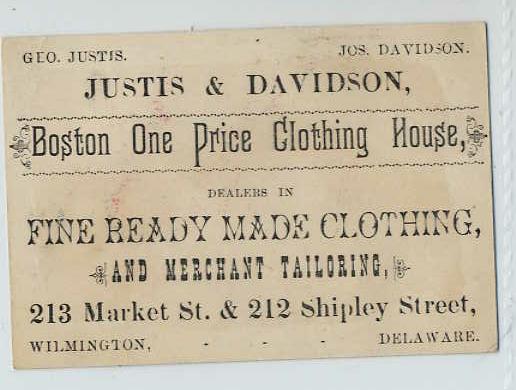 GEO. JUSTIS. JOS. DAVIDSON.
JUSTIS & DAVIDSON,
Boston One Price Clothing House,
DEALERS IN
FINE READY MADE CLOTHING,
AND MERCHANT TAILORING,
213 Market St. & 212 Shipley Street,
WILMINGTON, - - - DELAWARE.